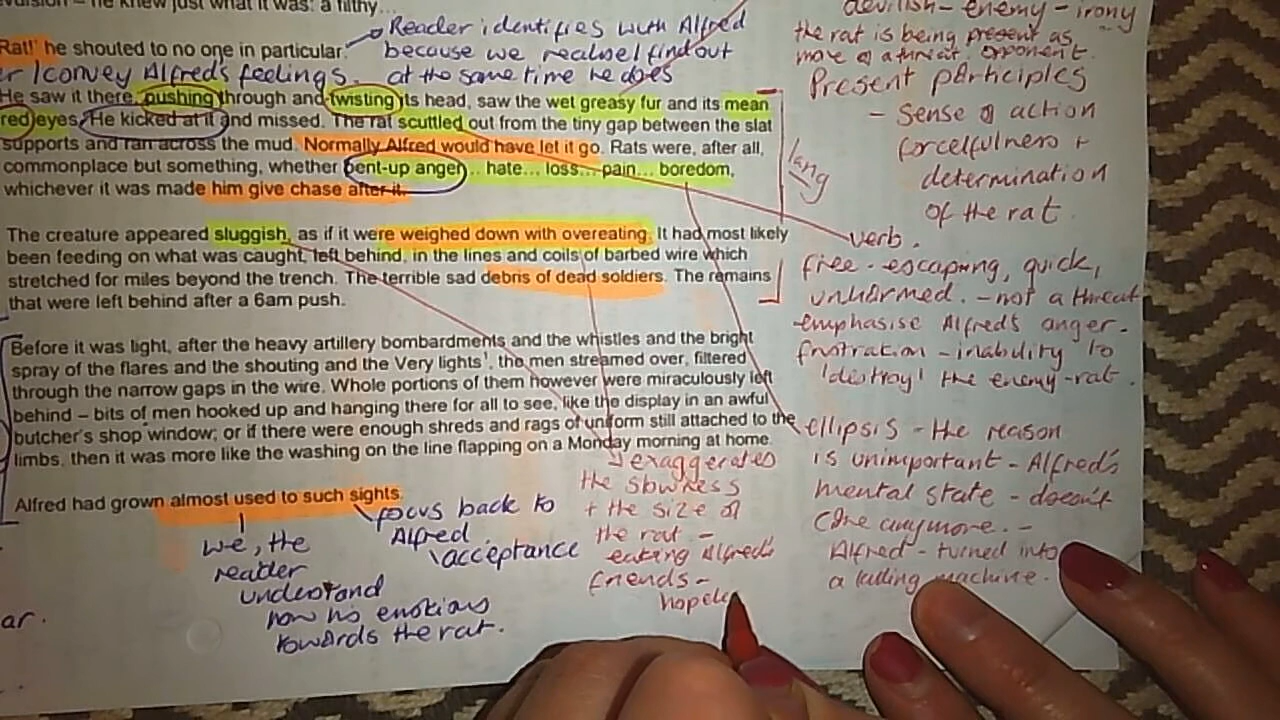 he knew just what it was: a filthy...
Rat!' he shouted to no one in particular.
He saw it there, pushing through and twisting its head, saw the wet greasy fur and its mean
red eyes. He kicked at it and missed. The rat scuttled out from the tiny gap between the slat
supports and ran across the mud. Normally Alfred would have let it go. Rats were, after all,
commonplace but something, whether pent-up anger... hate... loss... pain... boredom,
whichever it was made him give chase after it.
The creature appeared sluggish, as if it were weighed down with overeating. It had most likely
been feeding on what was caught, left behind, in the lines and coils of barbed wire which
stretched for miles beyond the trench. The terrible sad debris of dead soldiers. The remains
that were left behind after a 6am push.
Before it was light, after the heavy artillery bombardments and the whistles and the bright
spray of the flares and the shouting and the Very lights¹, the men streamed over, filtered
through the narrow gaps in the wire. Whole portions of them however were miraculously left
behind – bits of men hooked up and hanging there for all to see, like the display in an awful
butcher's shop window; or if there were enough shreds and rags of uniform still attached to the
limbs, then it was more like the washing on the line flapping on a Monday morning at home.
Alfred had grown almost used to such sights.
Reader identifies with Alfred
because we find out
at the same time he does
convey Alfred's feelings.
devilish - enemy - irony
the rat is being present as
more of a threat. opponent.
Present participles
- Sense of action
forcefulness +
determination
of the rat.
lang
verb.
free - escaping, quick,
unharmed. - not a threat
emphasise Alfred's anger.
frustration - inability to
'destroy' the enemy - rat.
ellipsis - the reason
is unimportant - Alfred's
mental state - doesn't
care anymore. -
Alfred - turned into
a killing machine.
exaggerates
the slowness
+ the size of
the rat -
eating Alfred's
friends -
hopele
focus back to
Alfred
acceptance
we, the
reader
understand
how his emotions
towards the rat.
ar.